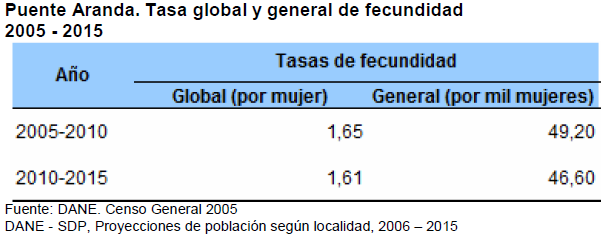 Puente Aranda. Tasa global y general de fecundidad
2005 - 2015
Año
Tasas de fecundidad
Global (por mujer) General (por mil mujeres)
2005-2010 1,65 49,20
2010-2015 1,61 46,60
Fuente: DANE. Censo General 2005
DANE - SDP, Proyecciones de población según localidad, 2006 – 2015